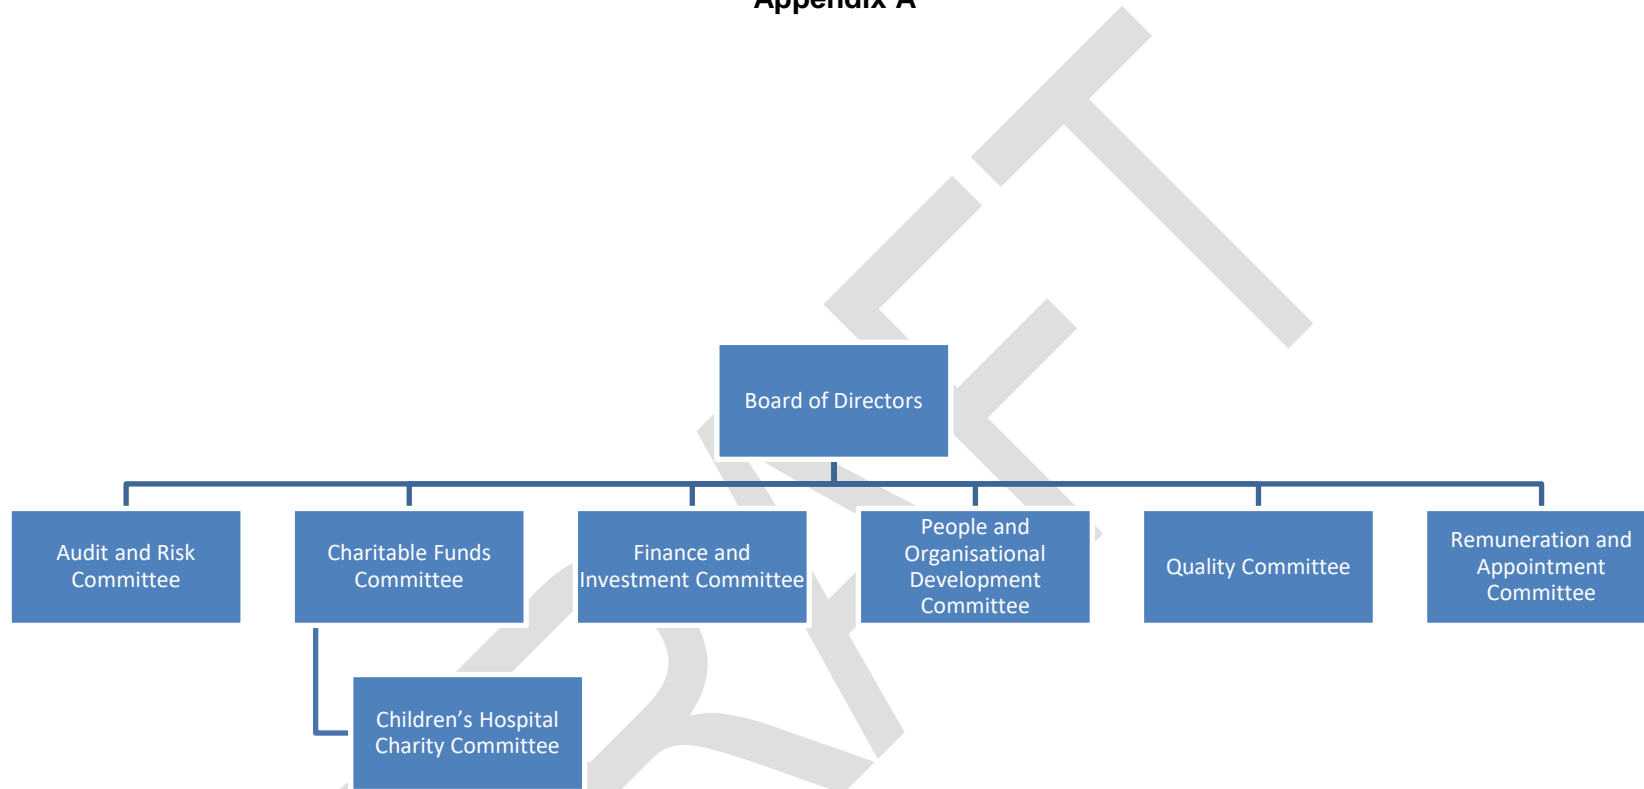 Appendix A
Board of Directors
Audit and Risk
Committee
Charitable Funds
Committee
Finance and
Investment Committee
People and
Organisational
Development
Committee
Quality Committee
Remuneration and
Appointment
Committee
Children’s Hospital
Charity Committee
DRAFT